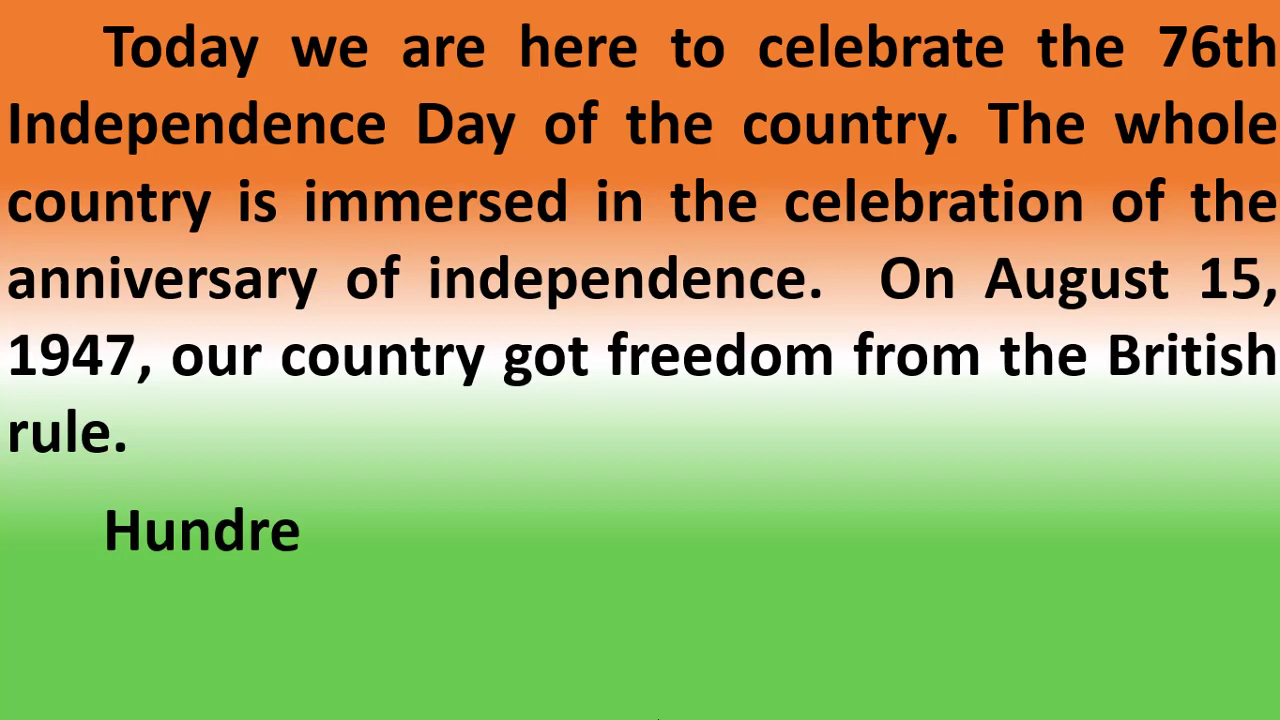 Today we are here to celebrate the 76th
Independence Day of the country. The whole
country is immersed in the celebration of the
anniversary of independence.  On August 15,
1947, our country got freedom from the British
rule.
Hundre